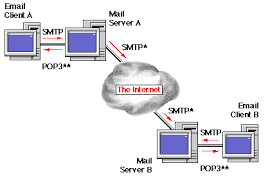 Email
Client A
Mail
Server A
SMTP
POP3**
SMTP*
The Internet
SMTP*
Email
Client B
SMTP
POP3**
Mail
Server B